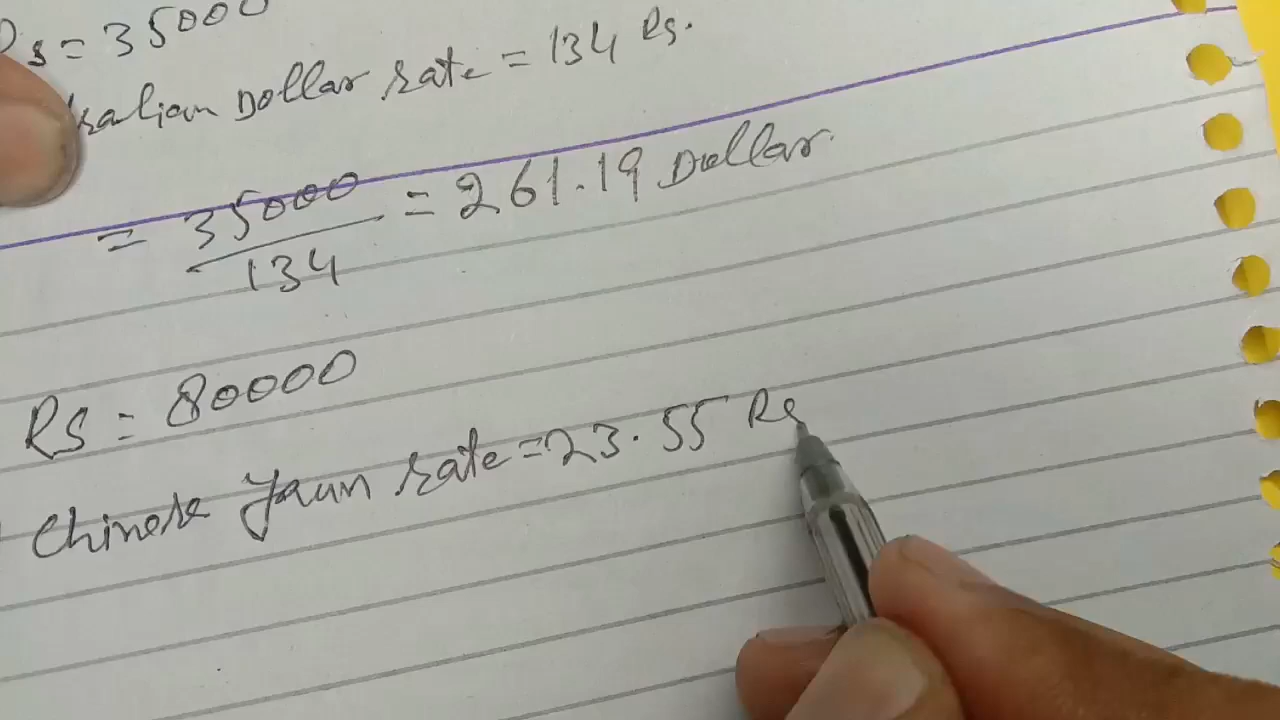 Rs = 35000
Dollar rate = 134 Rs.
= 35000 / 134 = 261.19 Dollar.
Rs = 80000
Chinese Yaun rate = 23.55 Rs